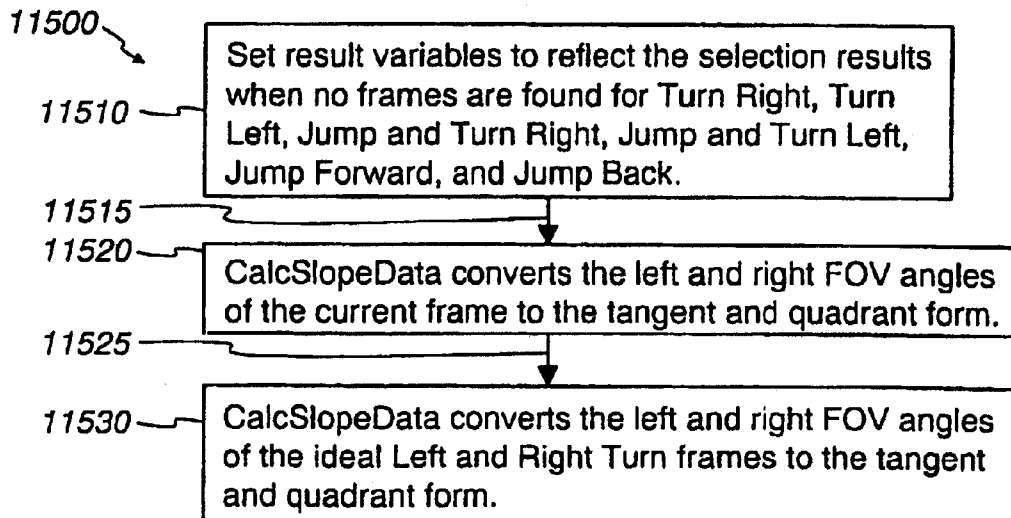 11500
11510
Set result variables to reflect the selection results
when no frames are found for Turn Right, Turn
Left, Jump and Turn Right, Jump and Turn Left,
Jump Forward, and Jump Back.
11515
11520
CalcSlopeData converts the left and right FOV angles
of the current frame to the tangent and quadrant form.
11525
11530
CalcSlopeData converts the left and right FOV angles
of the ideal Left and Right Turn frames to the tangent
and quadrant form.